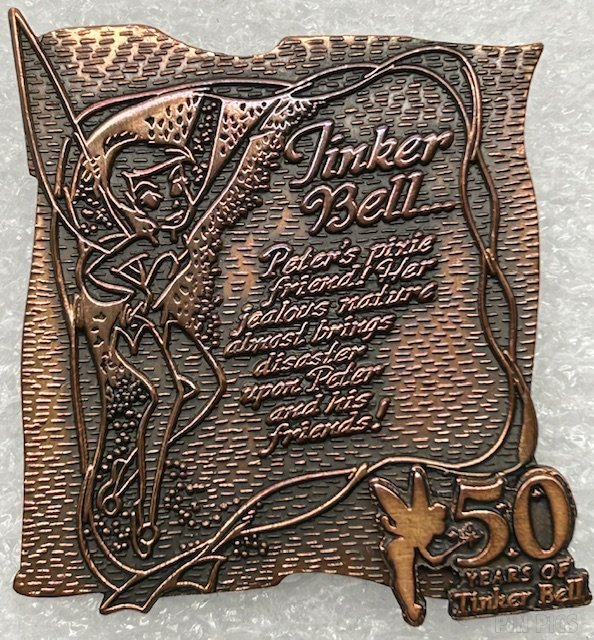 Tinker
Bell...
Peter's pixie
friend! Her
jealous nature
almost brings
disaster
upon Peter
and his
friends!
50
YEARS OF
Tinker Bell
PinPics